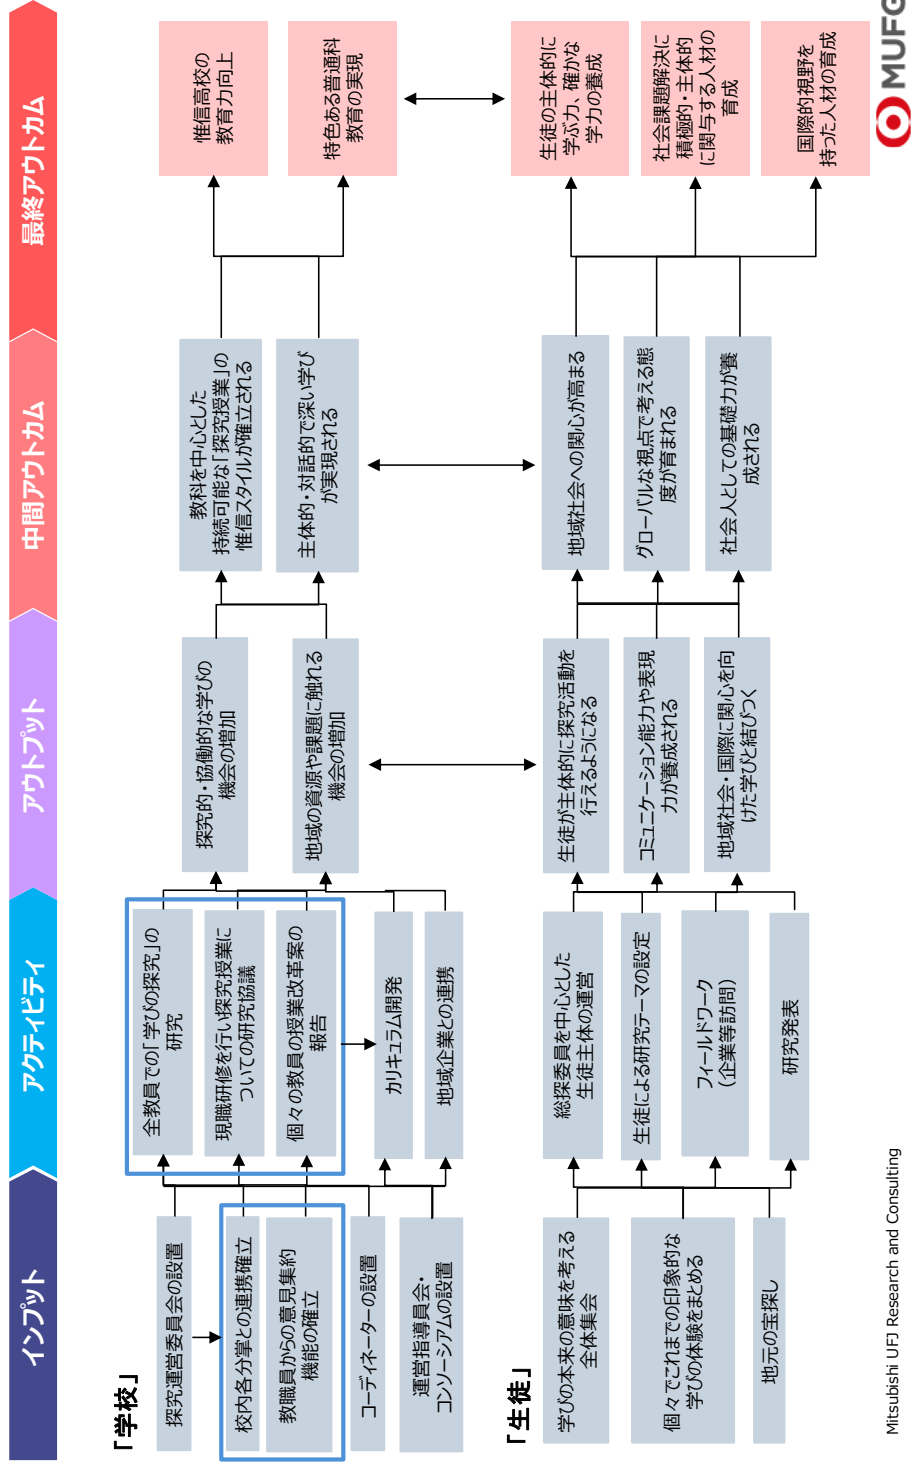 インプット
アクティビティ
アウトプット
中間アウトカム
最終アウトカム
「学校」
探究運営委員会の設置
校内各分掌との連携確立
教職員からの意見集約
機能の確立
コーディネーターの設置
運営指導員会・
コンソーシアムの設置
全教員での「学びの探究」の
研究
現職研修を行い探究授業に
ついての研究協議
個々の教員の授業改革案の
報告
カリキュラム開発
地域企業との連携
探究的・協働的な学びの
機会の増加
地域の資源や課題に触れる
機会の増加
教科を中心とした
持続可能な「探究授業」の
惟信スタイルが確立される
主体的・対話的で深い学び
が実現される
惟信高校の
教育力向上
特色ある普通科
教育の実現
「生徒」
学びの本来の意味を考える
全体集会
個々でこれまでの印象的な
学びの体験をまとめる
地元の宝探し
総探委員を中心とした
生徒主体の運営
生徒による研究テーマの設定
フィールドワーク
（企業等訪問）
研究発表
生徒が主体的に探究活動を
行えるようになる
コミュニケーション能力や表現
力が養成される
地域社会・国際に関心を向
けた学びと結びつく
地域社会への関心が高まる
グローバルな視点で考える態
度が育まれる
社会人としての基礎力が養
成される
生徒の主体的に
学ぶ力、確かな
学力の養成
社会課題解決に
積極的・主体的
に関与する人材の
育成
国際的視野を
持った人材の育成
Mitsubishi UFJ Research and Consulting
MUFG